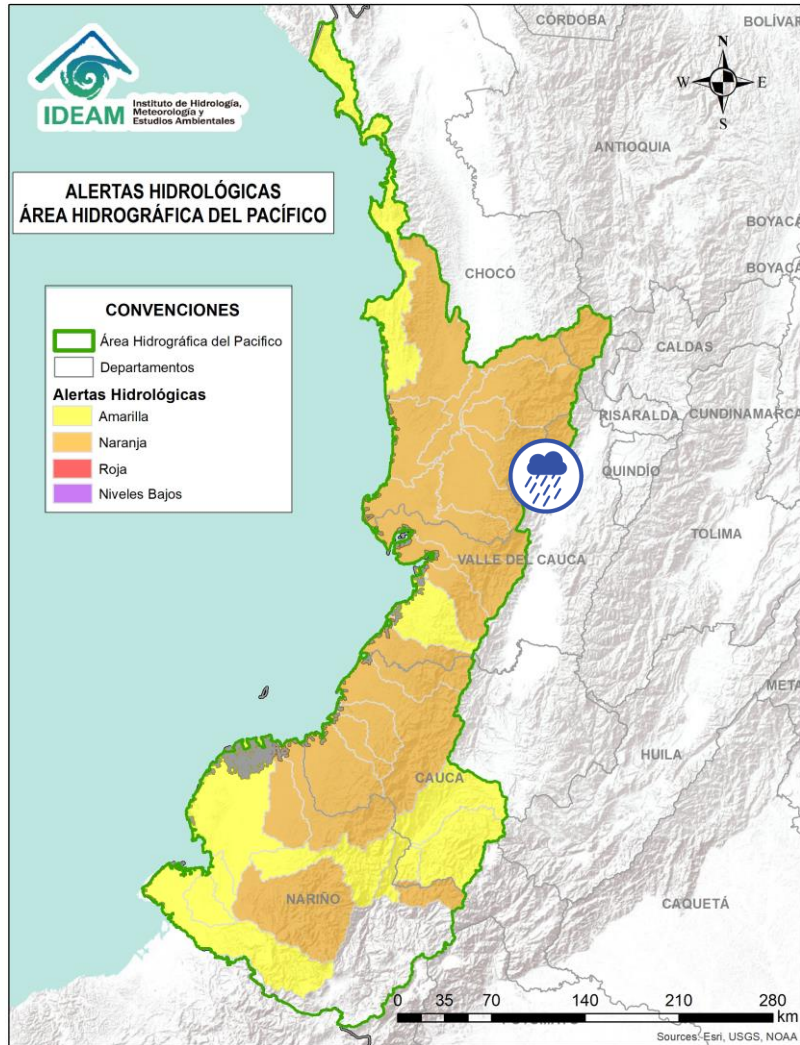 CÓRDOBA
BOLÍVAR
IDEAM
Instituto de Hidrología,
Meteorología y
Estudios Ambientales
N
W E
S
ANTIOQUIA
ALERTAS HIDROLÓGICAS
ÁREA HIDROGRÁFICA DEL PACÍFICO
BOYACÁ
CHOCÓ
BOYACÁ
CONVENCIONES
Área Hidrográfica del Pacifico
Departamentos
Alertas Hidrológicas
Amarilla
Naranja
Roja
Niveles Bajos
CALDAS
RISARALDA
CUNDINAMARCA
QUINDÍO
TOLIMA
VALLE DEL CAUCA
META
HUILA
CAUCA
NARIÑO
CAQUETÁ
0 35 70 140 210 280
km
Sources: Esri, USGS, NOAA